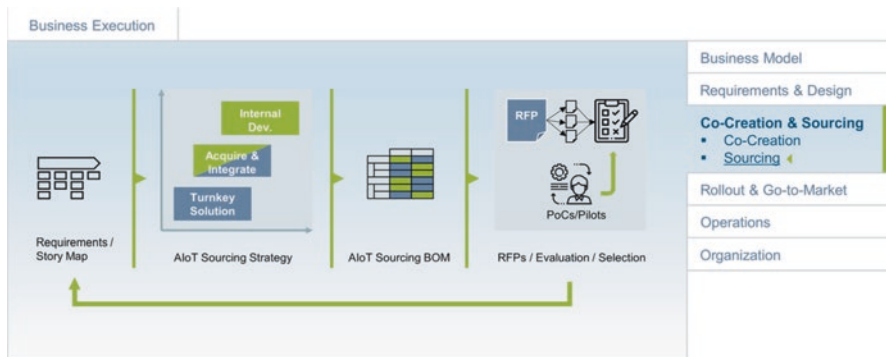 Business Execution
Internal
Dev.
Acquire &
Integrate
Turnkey
Solution
RFP
PoCs/Pilots
Requirements /
Story Map
AIoT Sourcing Strategy
AIoT Sourcing BOM
RFPs / Evaluation / Selection
Business Model
Requirements & Design
Co-Creation & Sourcing
▪ Co-Creation
▪ Sourcing
Rollout & Go-to-Market
Operations
Organization